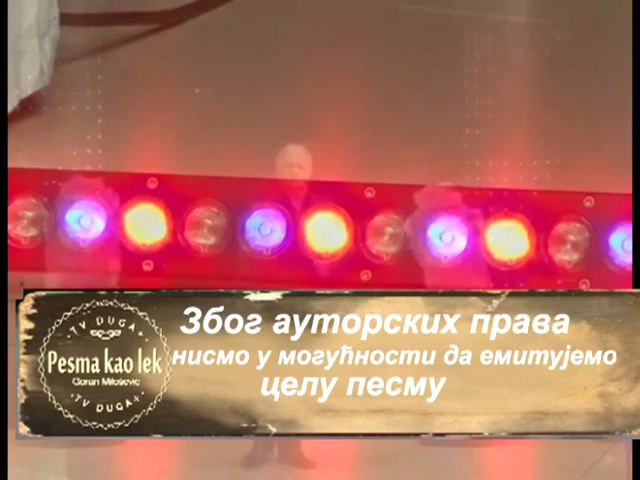 Због ауторских права
нисмо у могућности да емитујемо
целу песму
TV DUGA+
Pesma kao lek
Goran Milošević
TV DUGA+